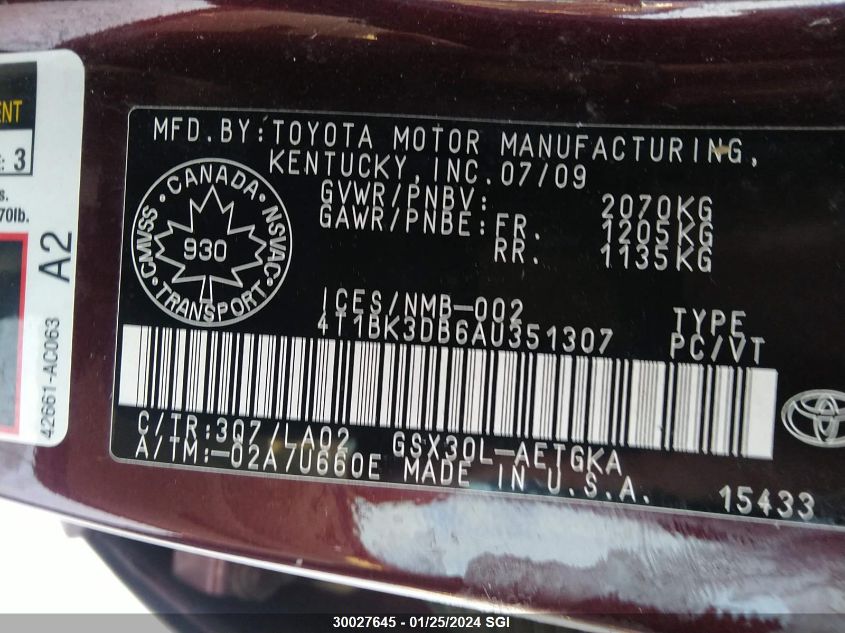 ENT
: 3
s.
70lb.
A2
42661-AC063
MFD.BY:TOYOTA MOTOR MANUFACTURING,
KENTUCKY,INC.07/09
GVWR/PNBV: 2070KG
GAWR/PNBE:FR. 1205KG
RR. 1135KG
CANADA
CMVSS
930
NSVAC
TRANSPORT
ICES/NMB-002
4T1BK3DB6AU351307
TYPE
PC/VT
C/TR:3Q7/LA02 GSX30L-AETGKA
A/TM:-02A/U660E MADE IN U.S.A.
15433
30027645 - 01/25/2024 SGI